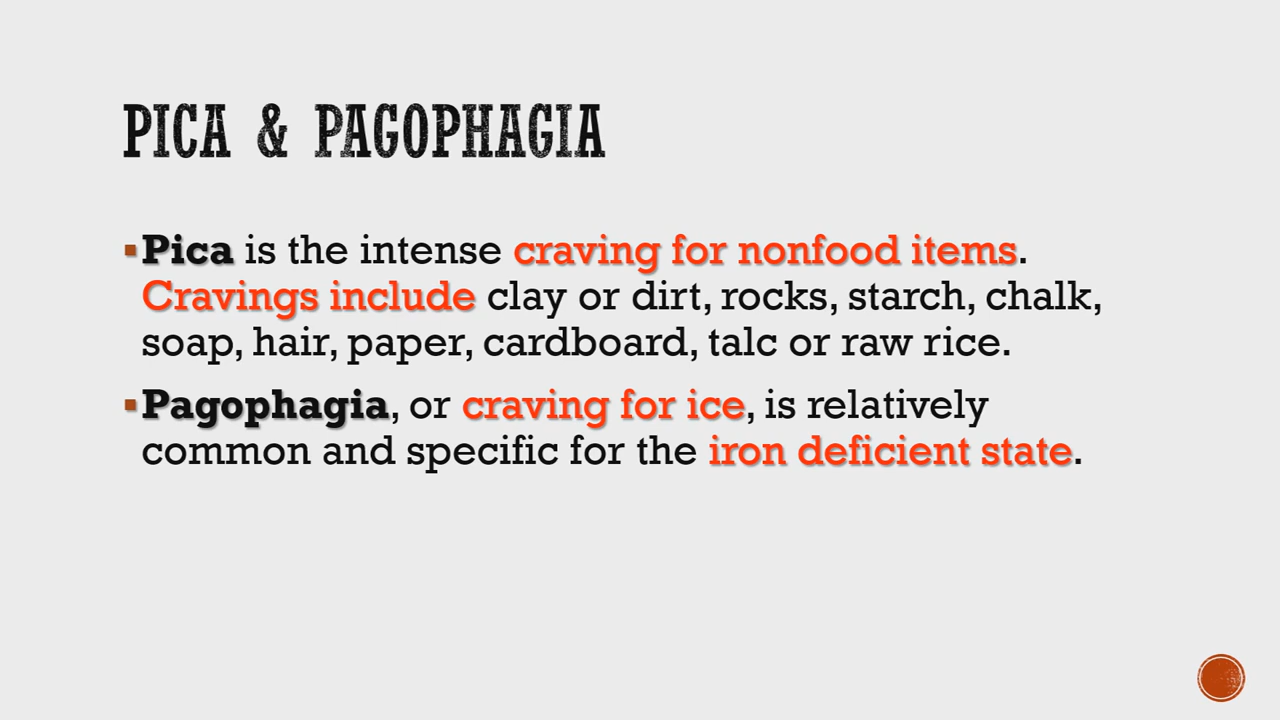 PICA & PAGOPHAGIA
▪Pica is the intense craving for nonfood items.
Cravings include clay or dirt, rocks, starch, chalk,
soap, hair, paper, cardboard, talc or raw rice.
▪Pagophagia, or craving for ice, is relatively
common and specific for the iron deficient state.